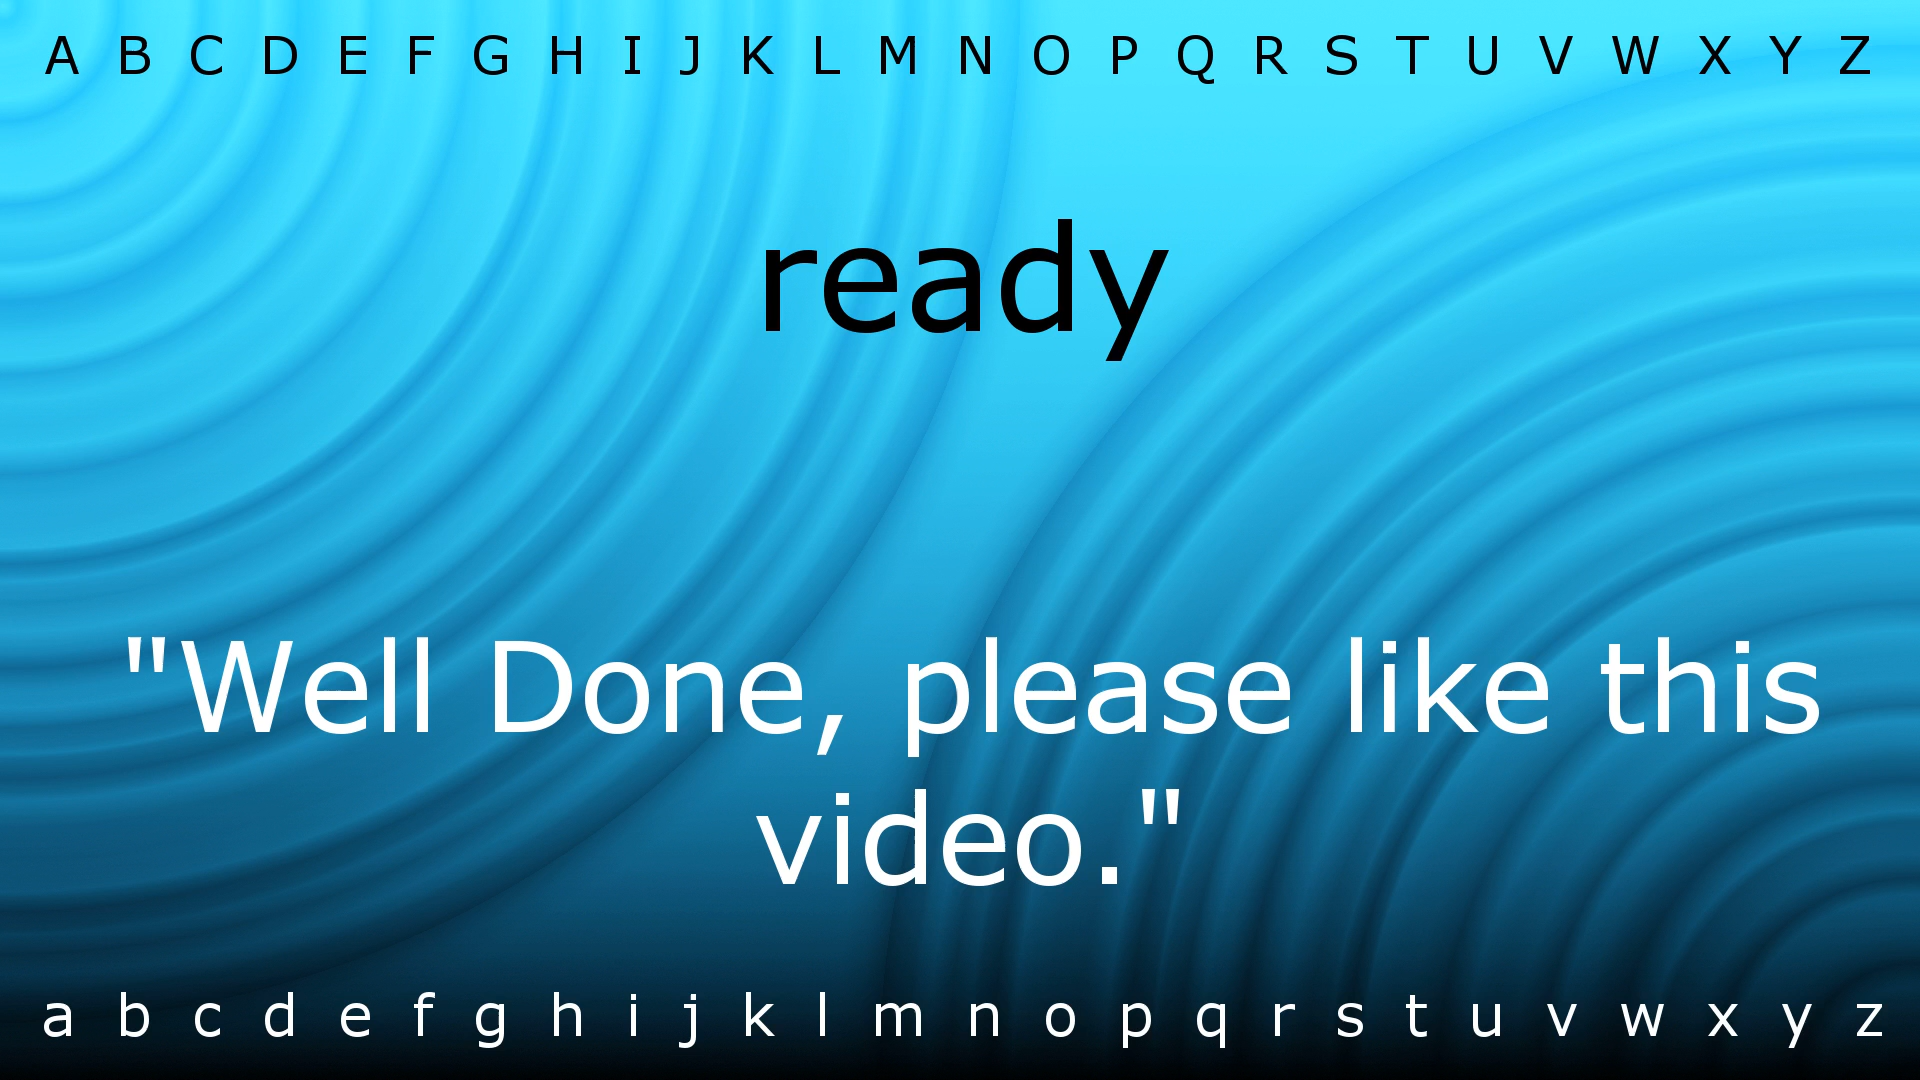 A B C D E F G H I J K L M N O P Q R S T U V W X Y Z
ready
"Well Done, please like this
video."
a b c d e f g h i j k l m n o p q r s t u v w x y z